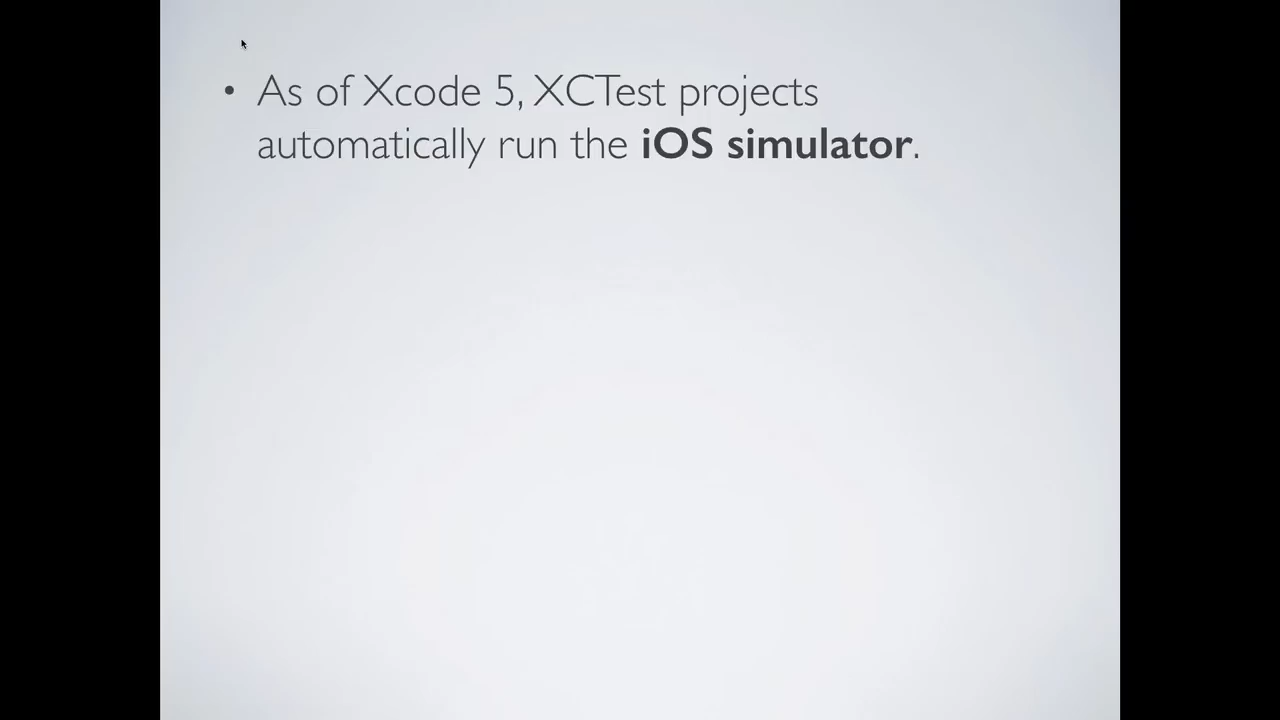 • As of Xcode 5, XCTest projects
automatically run the iOS simulator.